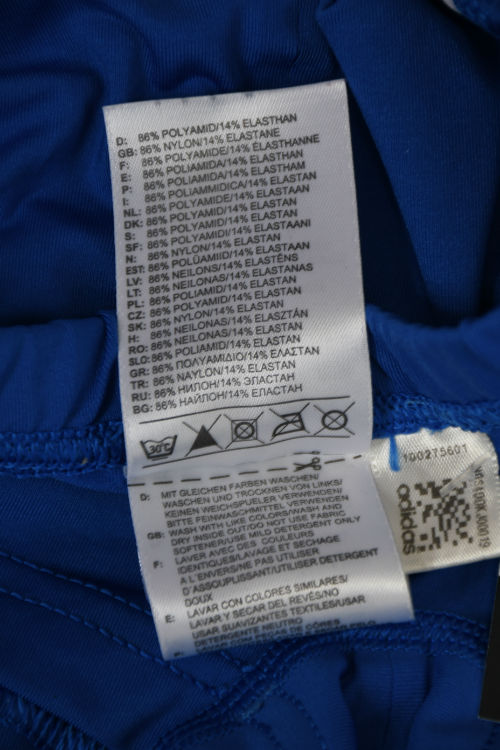 D: 86% POLYAMID/14% ELASTHAN
GB: 86% NYLON/14% ELASTANE
F: 86% POLYAMIDE/14% ELASTHANNE
E: 86% POLIAMIDA/14% ELASTHAN
P: 86% POLIAMIDA/14% ELASTHAM
I: 86% POLIAMMIDICA/14% ELASTAN
NL: 86% POLYAMIDE/14% ELASTAAN
DK: 86% POLYAMID/14% ELASTAN
S: 86% POLYAMID/14% ELASTAN
SF: 86% POLYAMIDI/14% ELASTAANI
N: 86% NYLON/14% ELASTAN
EST: 86% POLÜAMIID/14% ELASTAAN
LV: 86% NEILONS/14% ELASTĒNS
LT: 86% NEILONAS/14% ELASTANAS
PL: 86% POLIAMID/14% ELASTAN
CZ: 86% POLYAMID/14% ELASTAN
SK: 86% NYLON/14% ELASTAN
H: 86% NEILONAS/14% ELASZTÁN
RO: 86% NEILONAS/14% ELASTAN
SLO: 86% POLIAMID/14% ELASTAN
GR: 86% ΠΟΛΥΑΜΙΔΙΟ/14% ΕΛΑΣΤΑΝ
TR: 86% NAYLON/14% ELASTAN
RU: 86% НИЛОН/14% ЭЛАСТАН
BG: 86% НАЙЛОН/14% ЕЛАСТАН
30°C
D: MIT GLEICHEN FARBEN WASCHEN/
WASCHEN UND TROCKNEN VON LINKS/
KEINEN WEICHSPUELER VERWENDEN/
BITTE FEINWASCHMITTEL VERWENDEN
GB: WASH WITH LIKE COLORS/WASH AND
DRY INSIDE OUT/DO NOT USE FABRIC
SOFTENER/USE MILD DETERGENT ONLY
F: LAVER AVEC DES COULEURS
IDENTIQUES/LAVAGE ET SECHAGE
A L'ENVERS/NE PAS UTILISER
D'ASSOUPLISSANT/UTILISER DETERGENT
DOUX
E: LAVAR CON COLORES SIMILARES/
LAVAR Y SECAR DEL REVÉS/NO
USAR SUAVIZANTES TEXTILES/USAR
DETERGENTE NEUTRO
100275601
adidas